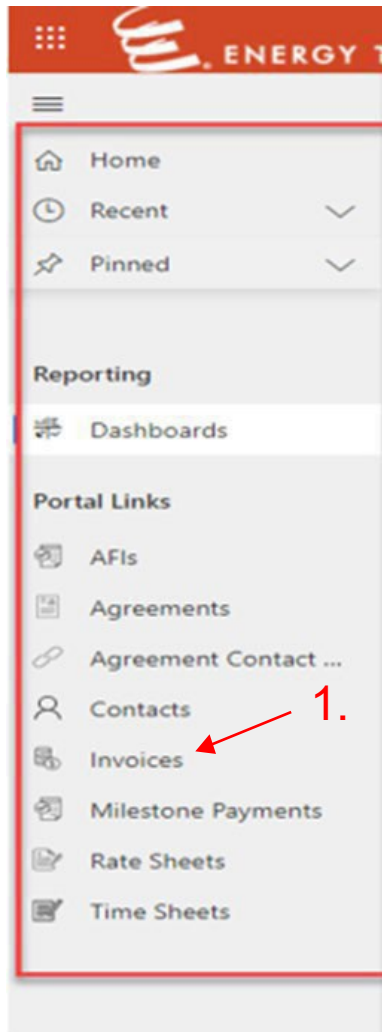 ENERGY T
Home
Recent
Pinned
Reporting
Dashboards
Portal Links
AFIs
Agreements
Agreement Contact ...
Contacts
1.
Invoices
Milestone Payments
Rate Sheets
Time Sheets